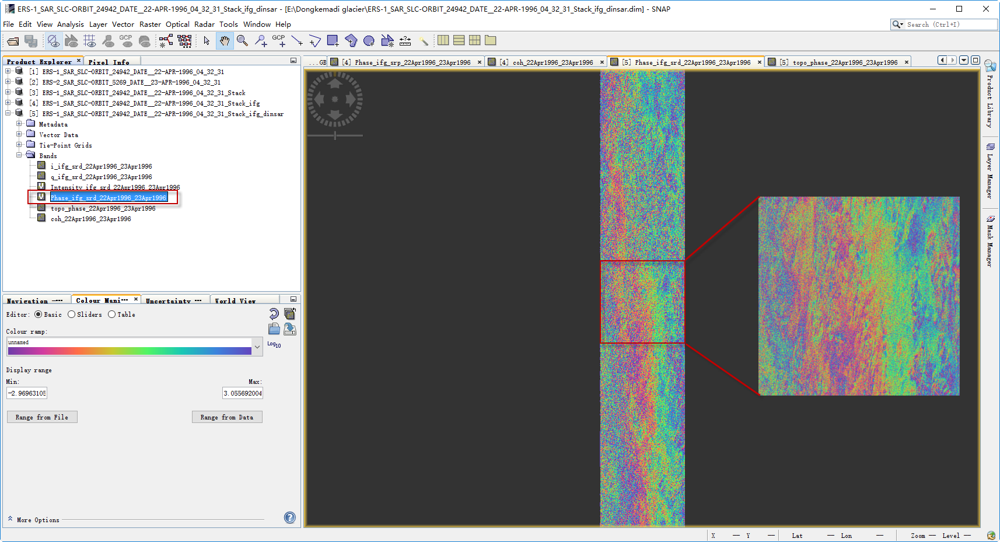 ERS-1_SAR_SLC-ORBIT_24942_DATE__22-APR-1996_04_32_31_Stack_ifg_dinsar - [E:\Dongkemadi glacier\ERS-1_SAR_SLC-ORBIT_24942_DATE__22-APR-1996_04_32_31_Stack_ifg_dinsar.dim] - SNAP
File Edit View Analysis Layer Vector Raster Optical Radar Tools Window Help
Search (Ctrl+I)
GCP GCP
Product Explorer Pixel Info
...GB [4] Phase_ifg_srp_22Apr1996_23Apr1996 [4] coh_22Apr1996_23Apr1996 [5] Phase_ifg_srd_22Apr1996_23Apr1996 [5] topo_phase_22Apr1996_23Apr1996
[1] ERS-1_SAR_SLC-ORBIT_24942_DATE__22-APR-1996_04_32_31
[2] ERS-2_SAR_SLC-ORBIT_5269_DATE__23-APR-1996_04_32_31
[3] ERS-1_SAR_SLC-ORBIT_24942_DATE__22-APR-1996_04_32_31_Stack
[4] ERS-1_SAR_SLC-ORBIT_24942_DATE__22-APR-1996_04_32_31_Stack_ifg
[5] ERS-1_SAR_SLC-ORBIT_24942_DATE__22-APR-1996_04_32_31_Stack_ifg_dinsar
Metadata
Vector Data
Tie-Point Grids
Bands
i_ifg_srd_22Apr1996_23Apr1996
q_ifg_srd_22Apr1996_23Apr1996
Intensity_ifg_srd_22Apr1996_23Apr1996
Phase_ifg_srd_22Apr1996_23Apr1996
topo_phase_22Apr1996_23Apr1996
coh_22Apr1996_23Apr1996
Product Library
Layer Manager
Mask Manager
Navigation —··· Colour Mani··· Uncertainty ··· World View
Editor: Basic Sliders Table
Colour ramp:
unnamed
Log10
Display range
Min: Max:
-2.96963105 3.055692004
Range from File Range from Data
More Options
X — Y — Lat — Lon — Zoom — Level —